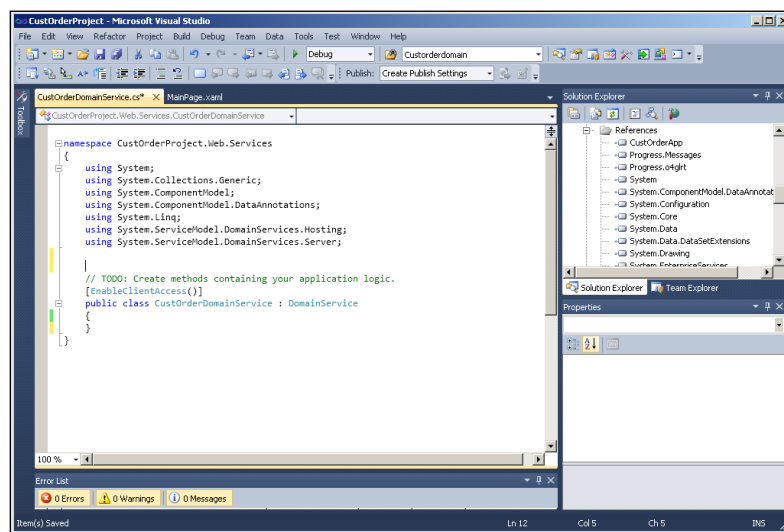 CustOrderProject - Microsoft Visual Studio
File Edit View Refactor Project Build Debug Team Data Tools Test Window Help
Debug Custorderdomain
Publish: Create Publish Settings
Toolbox
CustOrderDomainService.cs* MainPage.xaml
CustOrderProject.Web.Services.CustOrderDomainService
namespace CustOrderProject.Web.Services
{
using System;
using System.Collections.Generic;
using System.ComponentModel;
using System.ComponentModel.DataAnnotations;
using System.Linq;
using System.ServiceModel.DomainServices.Hosting;
using System.ServiceModel.DomainServices.Server;
// TODO: Create methods containing your application logic.
[EnableClientAccess()]
public class CustOrderDomainService : DomainService
{
}
}
100 %
Solution Explorer
References
CustOrderApp
Progress.Messages
Progress.o4glrt
System
System.ComponentModel.DataAnnotat
System.Configuration
System.Core
System.Data
System.Data.DataSetExtensions
System.Drawing
System.EnterpriseServices
Solution Explorer Team Explorer
Properties
Error List
0 Errors 0 Warnings 0 Messages
Item(s) Saved Ln 12 Col 5 Ch 5 INS